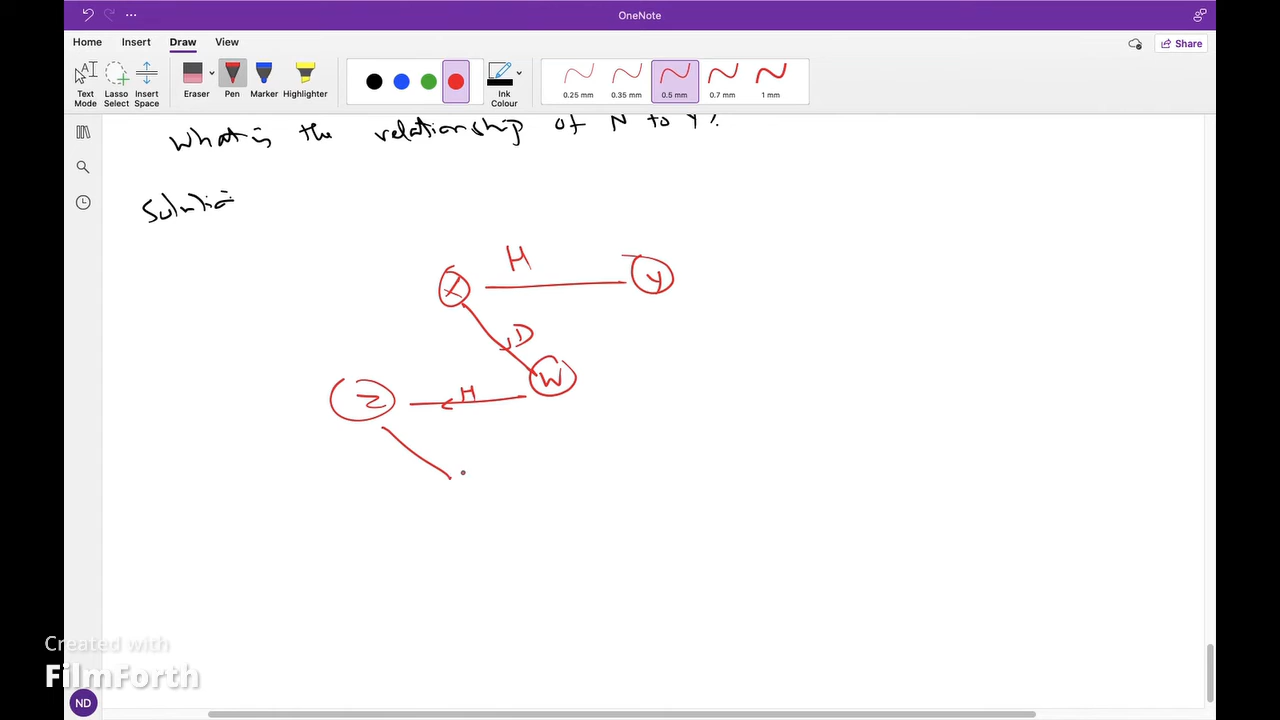 OneNote
Home Insert Draw View
Share
Text Mode
Lasso Select
Insert Space
Eraser
Pen
Marker
Highlighter
Ink Colour
0.25 mm 0.35 mm 0.5 mm 0.7 mm 1 mm
What is the relationship of N to Y?
Solution
H
X Y
D
W
H
Z
Created with
FilmForth
ND